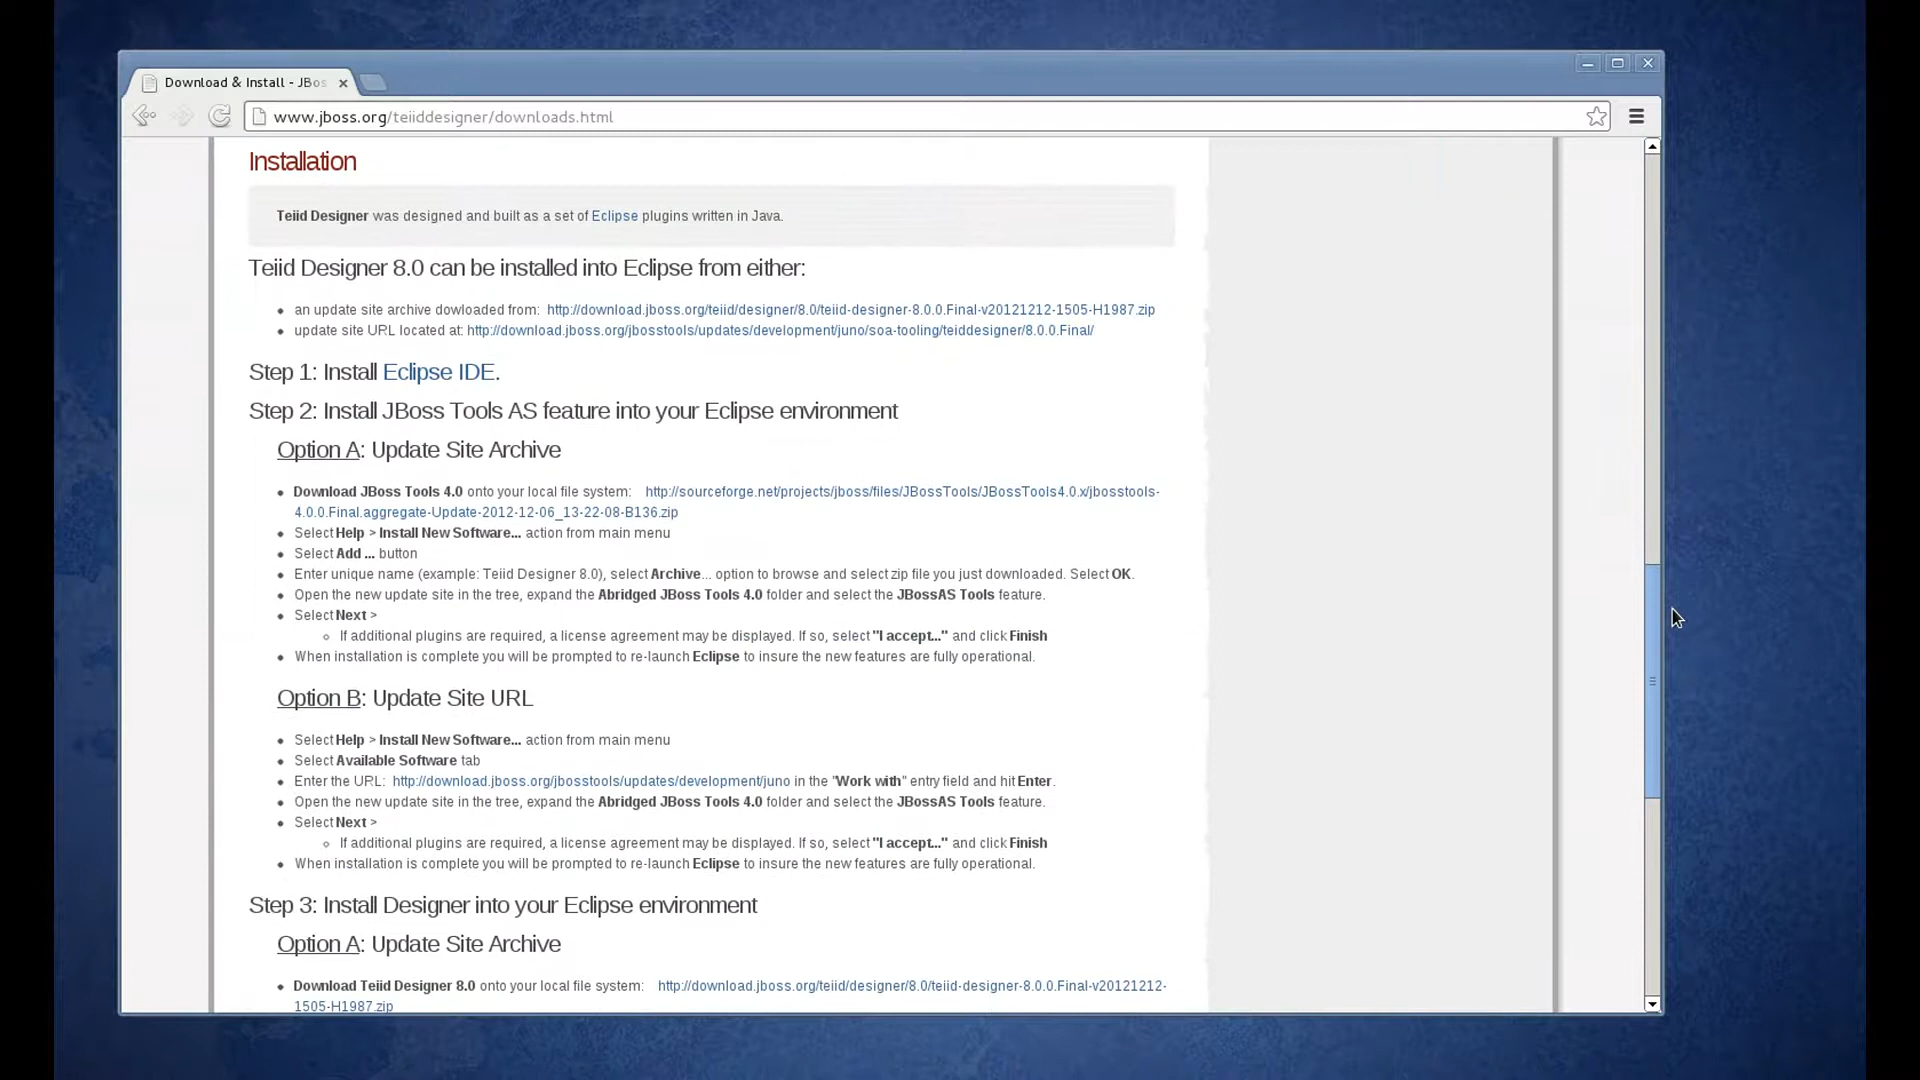 Download & Install - JBos
www.jboss.org/teiiddesigner/downloads.html
Installation
Teiid Designer was designed and built as a set of Eclipse plugins written in Java.
Teiid Designer 8.0 can be installed into Eclipse from either:
an update site archive dowloaded from: http://download.jboss.org/teiid/designer/8.0/teiid-designer-8.0.0.Final-v20121212-1505-H1987.zip
update site URL located at: http://download.jboss.org/jbosstools/updates/development/juno/soa-tooling/teiddesigner/8.0.0.Final/
Step 1: Install Eclipse IDE.
Step 2: Install JBoss Tools AS feature into your Eclipse environment
Option A: Update Site Archive
Download JBoss Tools 4.0 onto your local file system: http://sourceforge.net/projects/jboss/files/JBossTools/JBossTools4.0.x/jbosstools-
4.0.0.Final.aggregate-Update-2012-12-06_13-22-08-B136.zip
Select Help > Install New Software... action from main menu
Select Add ... button
Enter unique name (example: Teiid Designer 8.0), select Archive... option to browse and select zip file you just downloaded. Select OK.
Open the new update site in the tree, expand the Abridged JBoss Tools 4.0 folder and select the JBossAS Tools feature.
Select Next >
If additional plugins are required, a license agreement may be displayed. If so, select "I accept..." and click Finish
When installation is complete you will be prompted to re-launch Eclipse to insure the new features are fully operational.
Option B: Update Site URL
Select Help > Install New Software... action from main menu
Select Available Software tab
Enter the URL: http://download.jboss.org/jbosstools/updates/development/juno in the "Work with" entry field and hit Enter.
Open the new update site in the tree, expand the Abridged JBoss Tools 4.0 folder and select the JBossAS Tools feature.
Select Next >
If additional plugins are required, a license agreement may be displayed. If so, select "I accept..." and click Finish
When installation is complete you will be prompted to re-launch Eclipse to insure the new features are fully operational.
Step 3: Install Designer into your Eclipse environment
Option A: Update Site Archive
Download Teiid Designer 8.0 onto your local file system: http://download.jboss.org/teiid/designer/8.0/teiid-designer-8.0.0.Final-v20121212-
1505-H1987.zip